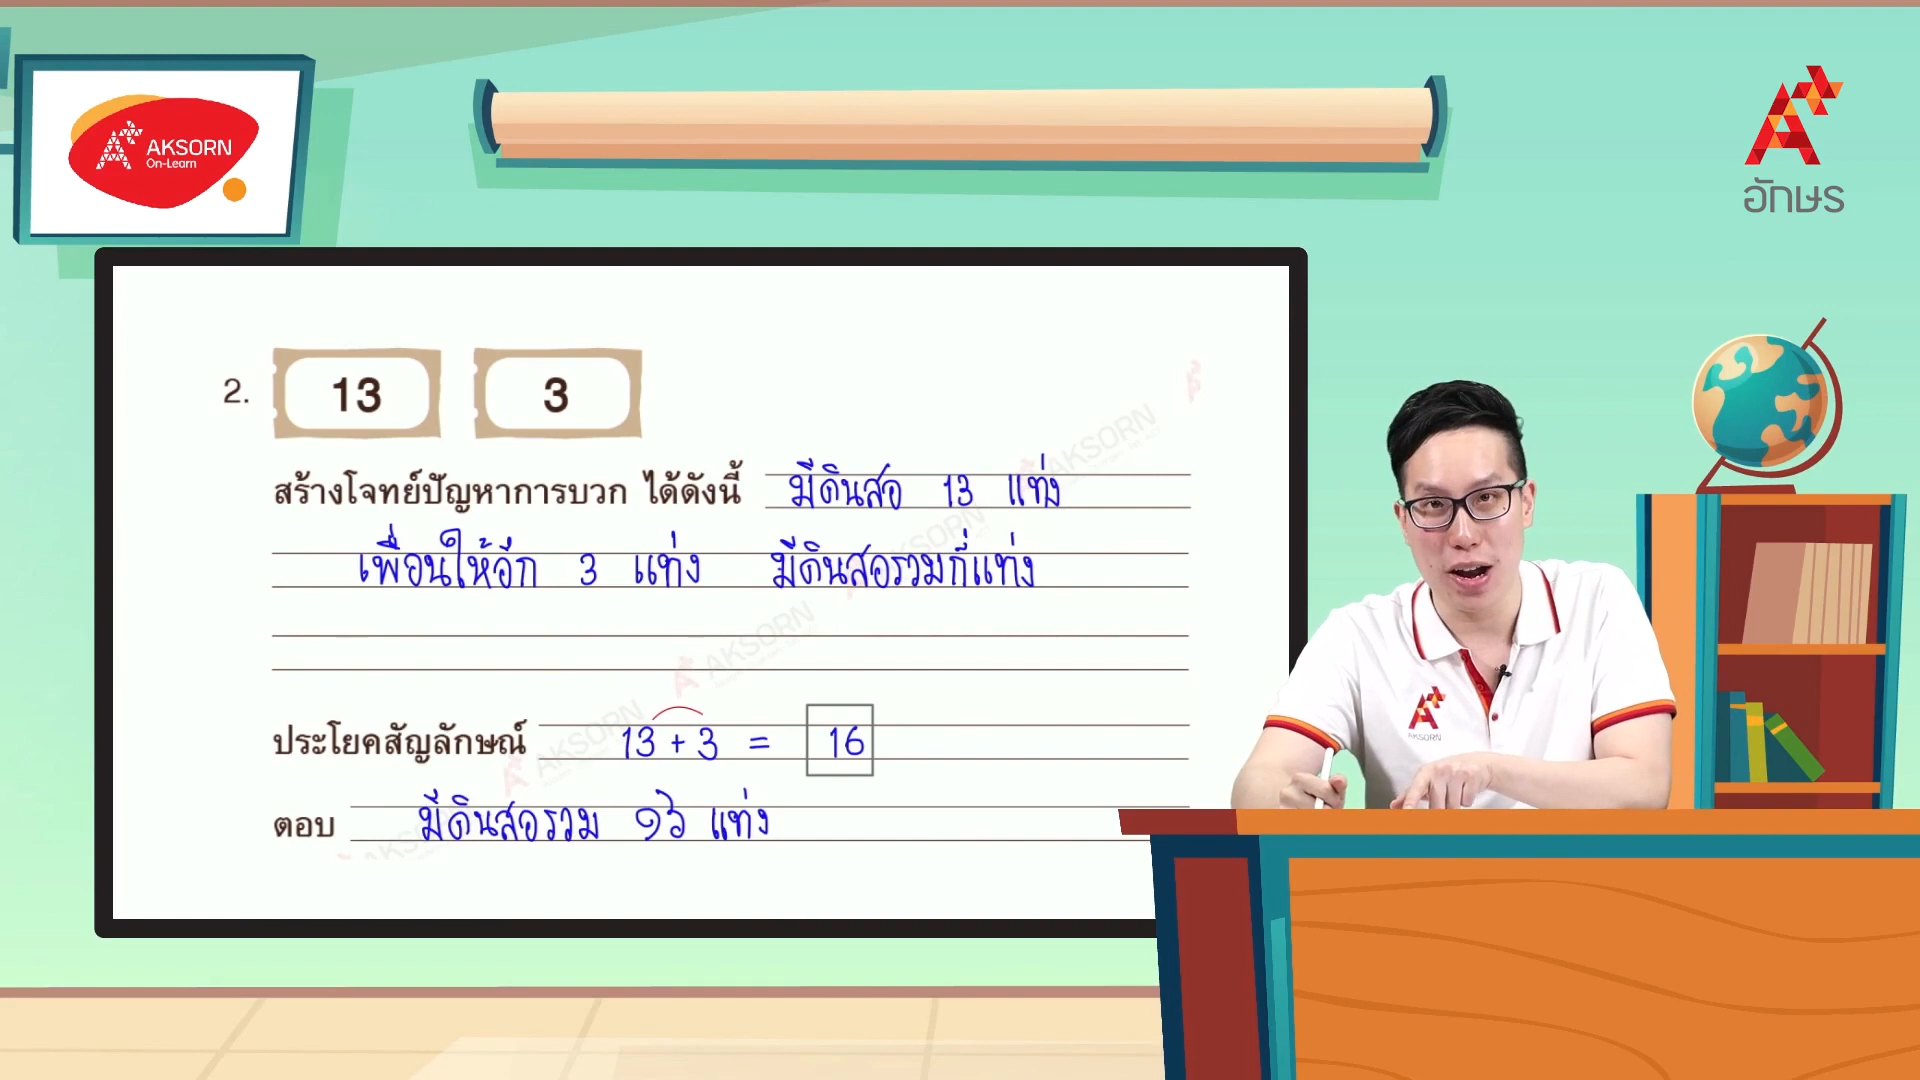 AKSORN
On-Learn
อักษร
2. 13 3
สร้างโจทย์ปัญหาการบวก ได้ดังนี้ มีดินสอ 13 แท่ง
เพื่อนให้อีก 3 แท่ง มีดินสอรวมกี่แท่ง
ประโยคสัญลักษณ์ 13 + 3 = 16
ตอบ มีดินสอรวม ๑๖ แท่ง
AKSORN
AKSORN
AKSORN
AKSORN
AKSORN